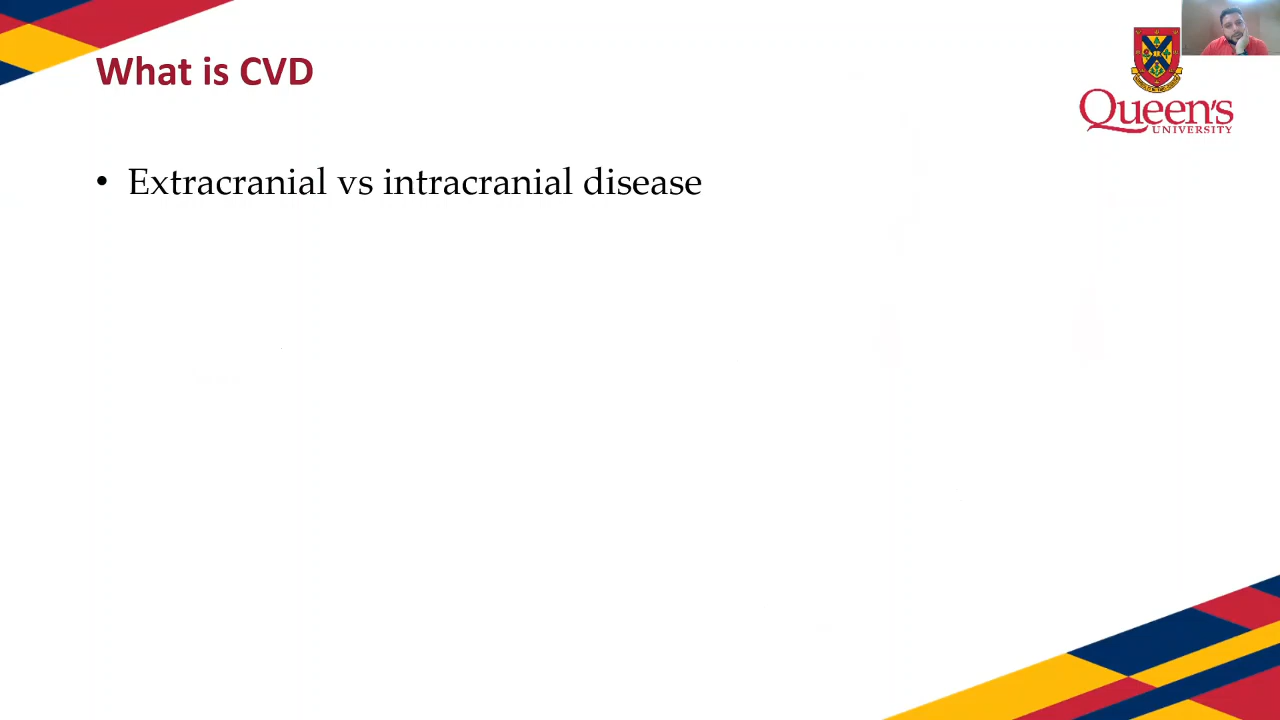 What is CVD
Queen's
UNIVERSITY
• Extracranial vs intracranial disease